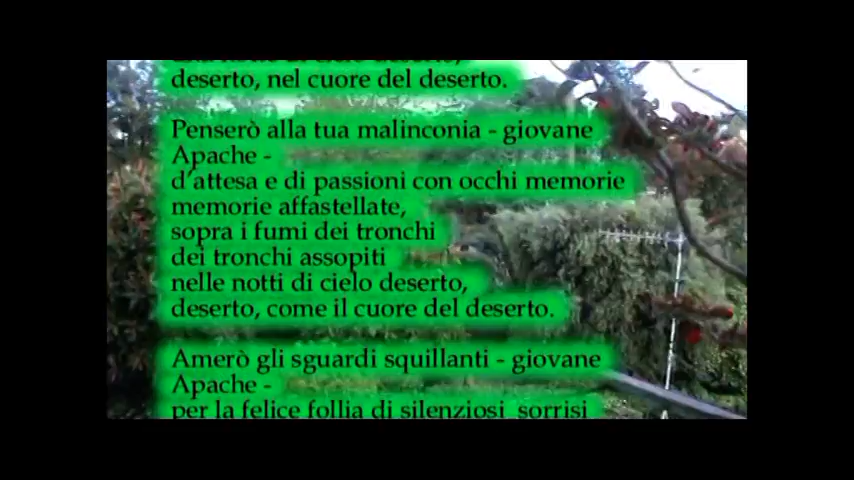 deserto, nel cuore del deserto.
Penserò alla tua malinconia - giovane
Apache -
d'attesa e di passioni con occhi memorie
memorie affastellate,
sopra i fumi dei tronchi
dei tronchi assopiti
nelle notti di cielo deserto,
deserto, come il cuore del deserto.
Amerò gli sguardi squillanti - giovane
Apache -
per la felice follia di silenziosi sorrisi